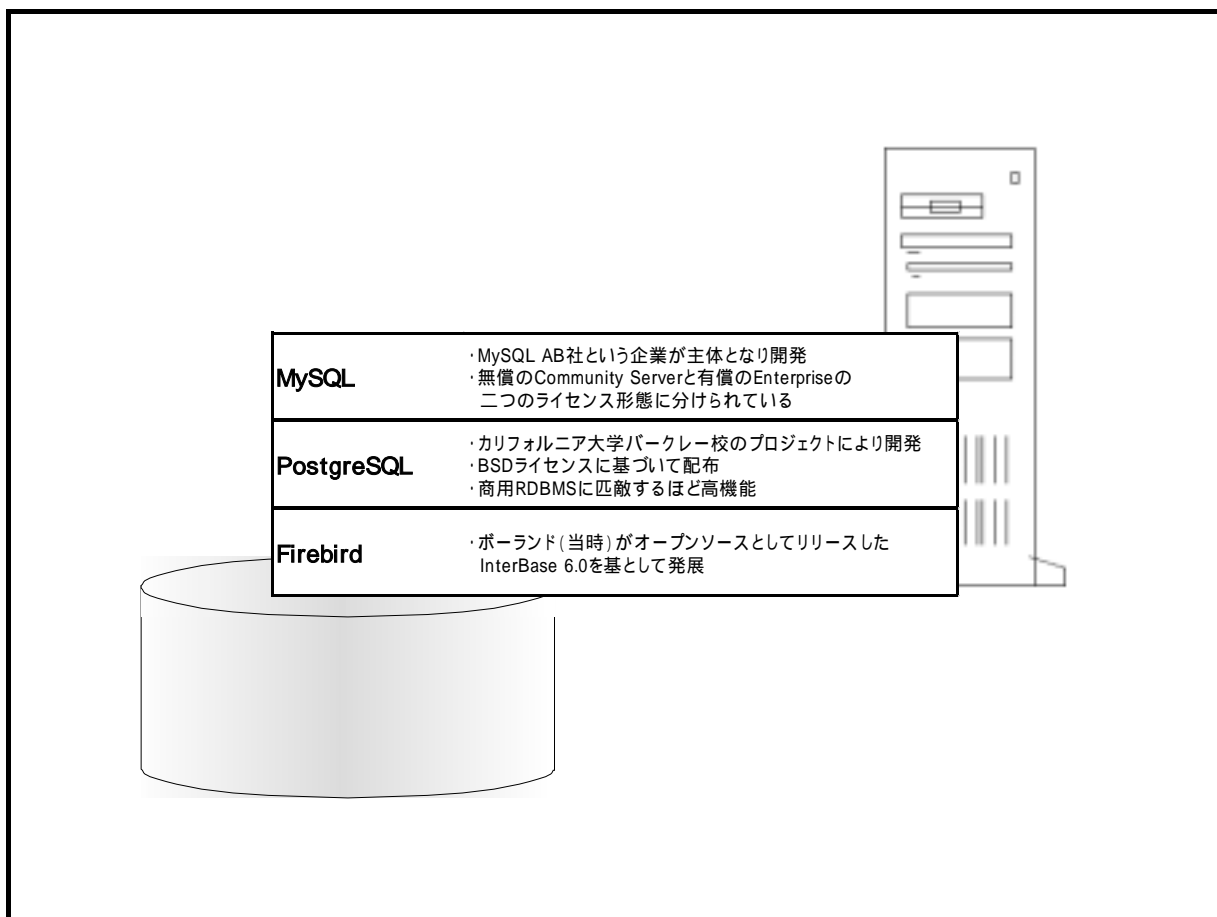 MySQL
・MySQL AB社という企業が主体となり開発
・無償のCommunity Serverと有償のEnterpriseの
二つのライセンス形態に分けられている
PostgreSQL
・カリフォルニア大学バークレー校のプロジェクトにより開発
・BSDライセンスに基づいて配布
・商用RDBMSに匹敵するほど高機能
Firebird
・ボーランド(当時)がオープンソースとしてリリースした
InterBase 6.0を基として発展